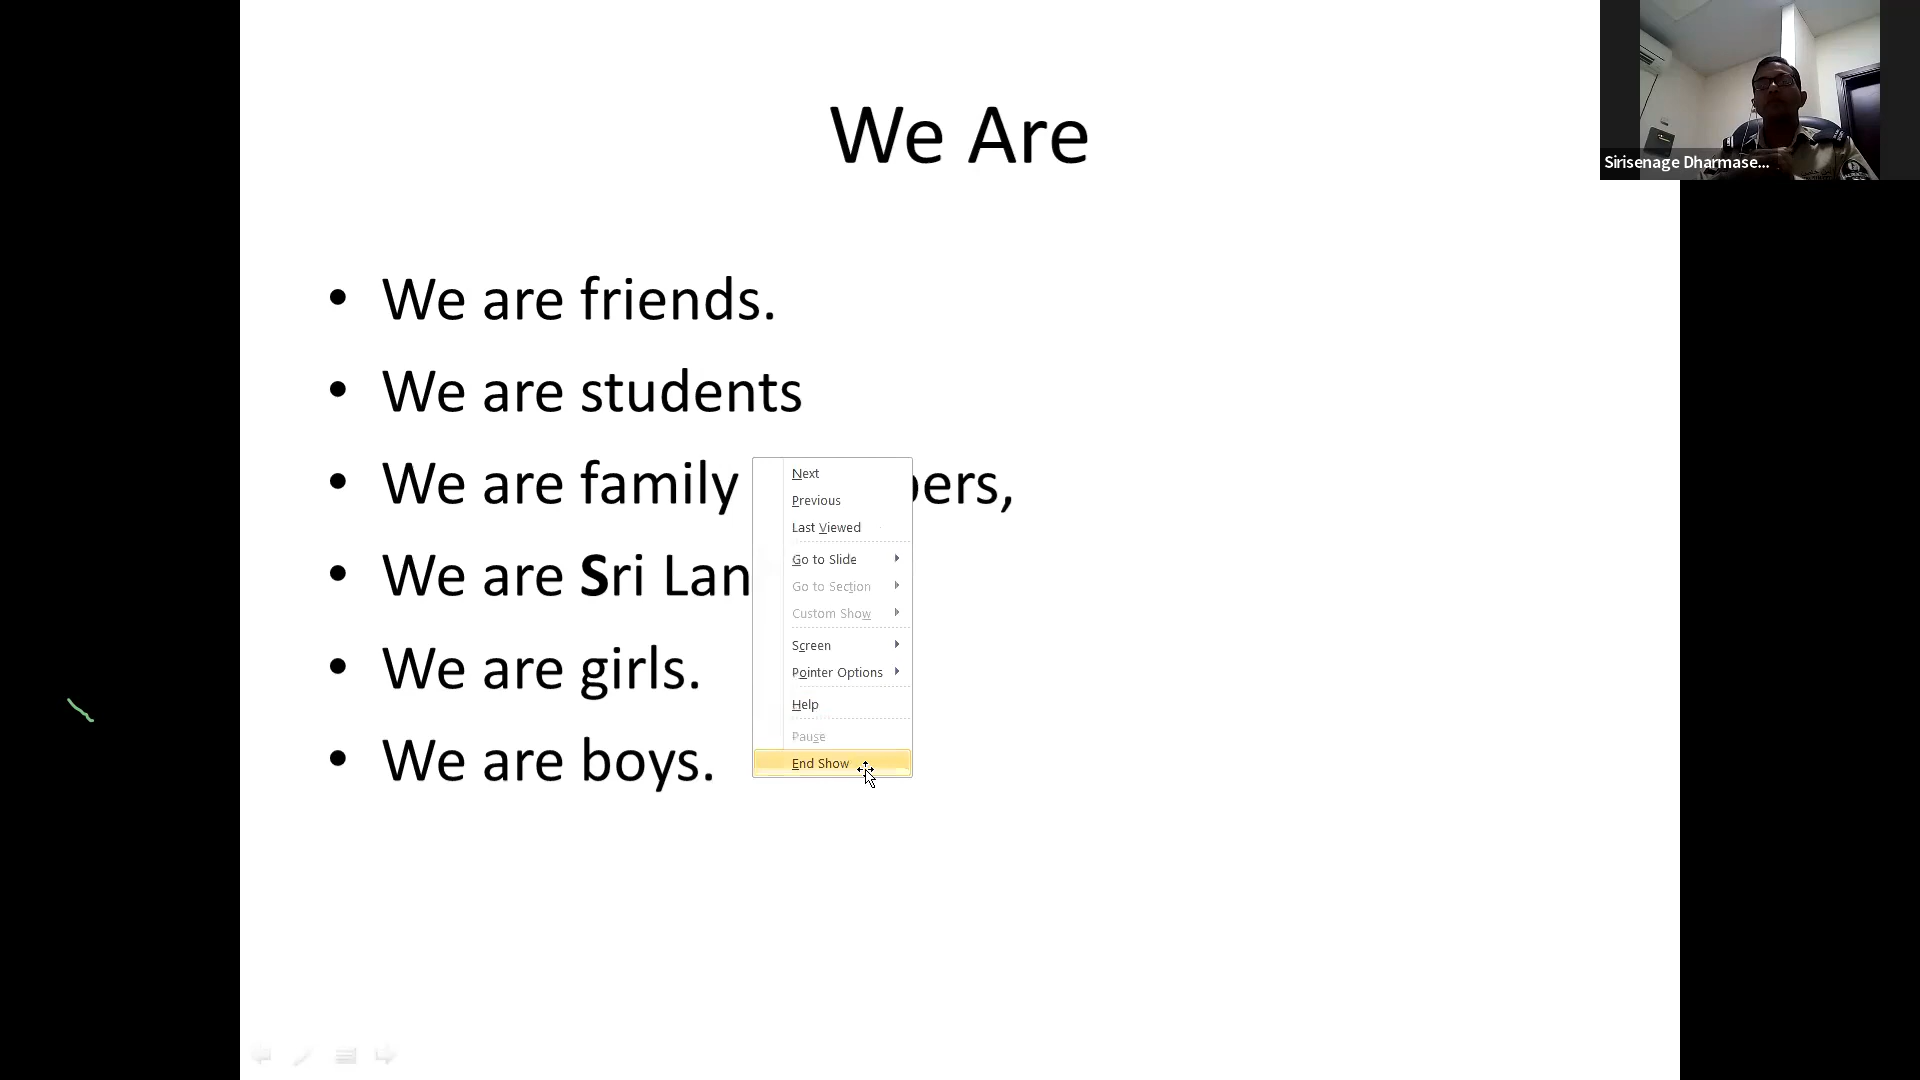 We Are
Sirisenage Dharmase...
• We are friends.
• We are students
• We are family
• We are Sri Lan
• We are girls.
• We are boys.
Next
Previous
Last Viewed
Go to Slide
Go to Section
Custom Show
Screen
Pointer Options
Help
Pause
End Show